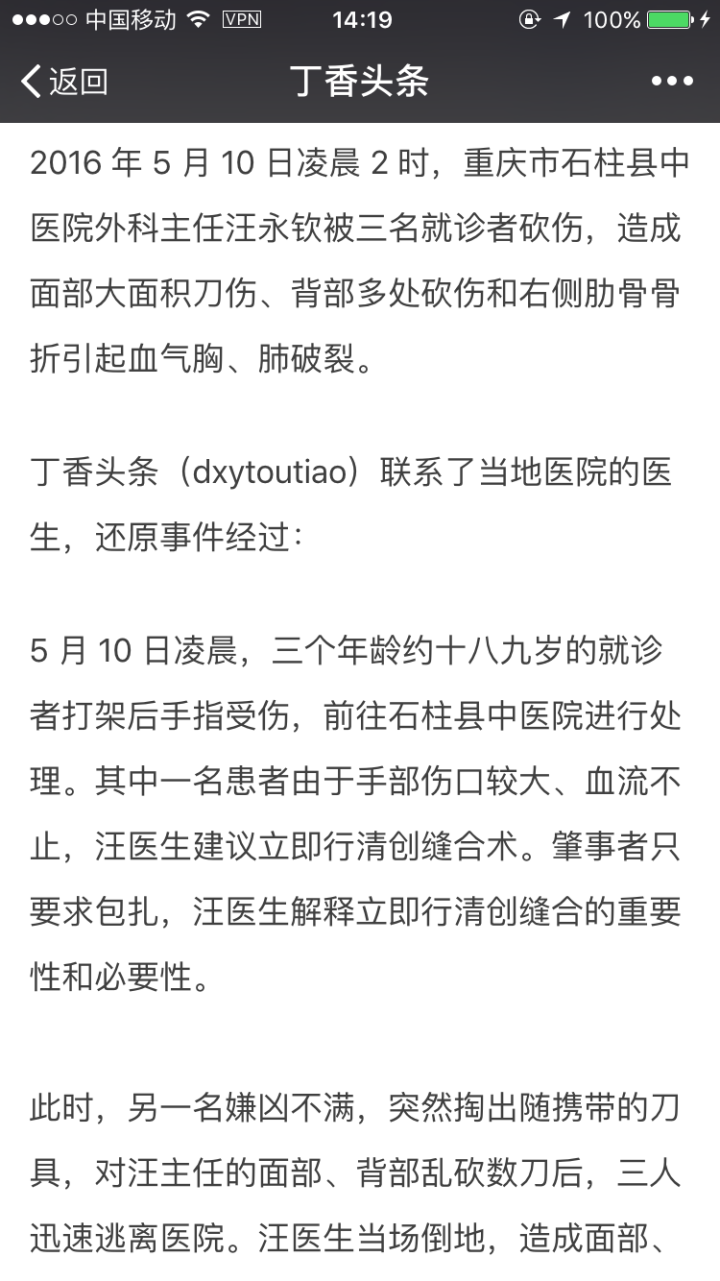 中国移动 VPN 14:19 100%
返回 丁香头条
2016 年 5 月 10 日凌晨 2 时，重庆市石柱县中
医院外科主任汪永钦被三名就诊者砍伤，造成
面部大面积刀伤、背部多处砍伤和右侧肋骨骨
折引起血气胸、肺破裂。
丁香头条（dxytoutiao）联系了当地医院的医
生，还原事件经过：
5 月 10 日凌晨，三个年龄约十八九岁的就诊
者打架后手指受伤，前往石柱县中医院进行处
理。其中一名患者由于手部伤口较大、血流不
止，汪医生建议立即行清创缝合术。肇事者只
要求包扎，汪医生解释立即行清创缝合的重要
性和必要性。
此时，另一名嫌凶不满，突然掏出随携带的刀
具，对汪主任的面部、背部乱砍数刀后，三人
迅速逃离医院。汪医生当场倒地，造成面部、